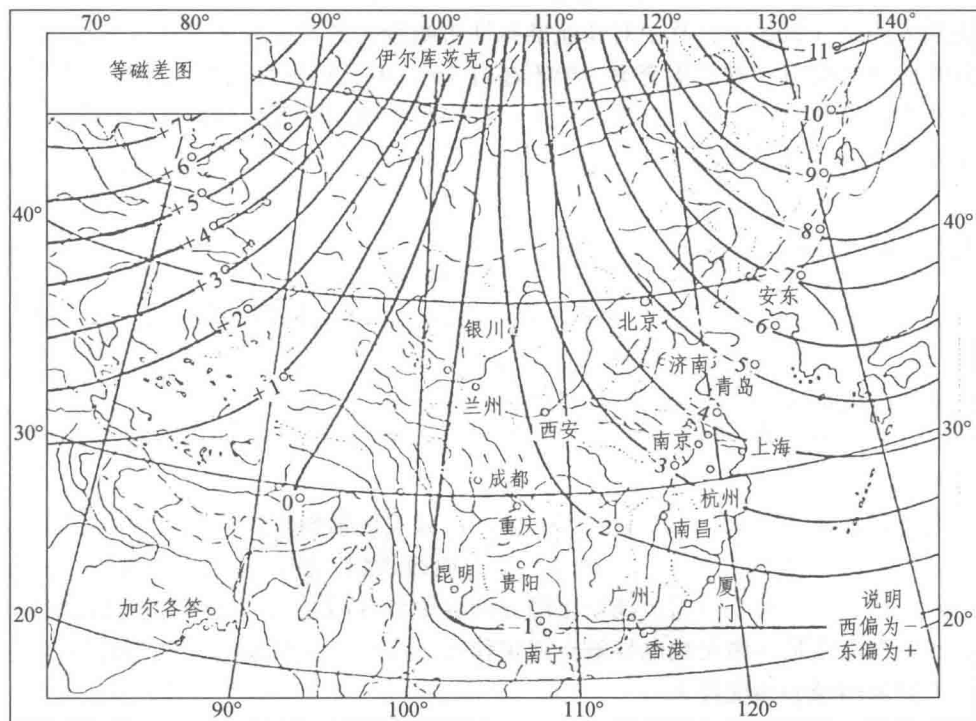 70° 80° 90° 100° 110° 120° 130° 140°
等磁差图
伊尔库茨克
-11
10
+7
6
9
+5
40° +4 8 40°
+3
7
安东
+2
银川 北京
6
济南 5
青岛
+1
兰州
4
西安
30° 南京 上海 30°
3
成都
0 杭州
重庆 南昌
2
昆明 贵阳
厦门
加尔各答 广州 说明
20° -1 西偏为− 20°
南宁 香港 东偏为+
90° 100° 110° 120°